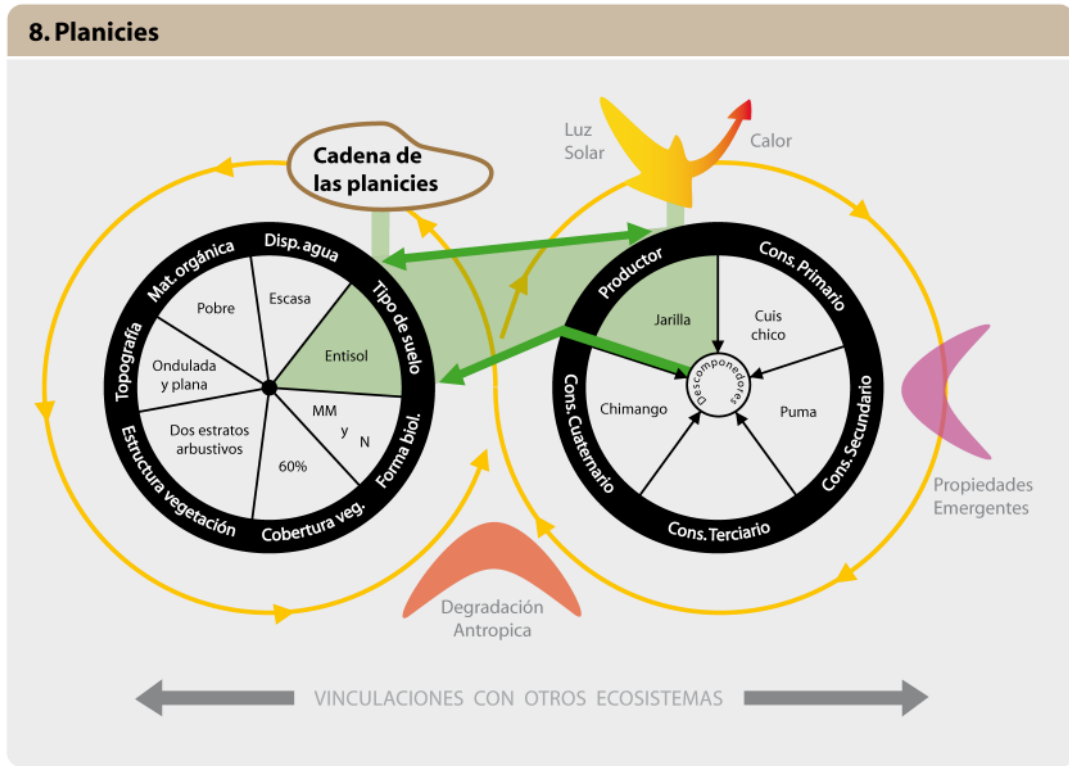 8. Planicies
Cadena de
las planicies
Luz
Solar
Calor
Mat. orgánica
Disp. agua
Tipo de suelo
Forma biol.
Cobertura veg.
Estructura vegetación
Topografía
Pobre
Escasa
Entisol
MM
y
N
60%
Dos estratos
arbustivos
Ondulada
y plana
Productor
Cons. Primario
Cons. Secundario
Cons. Terciario
Cons. Cuaternario
Jarilla
Cuis
chico
Puma
Chimango
Descomponedores
Propiedades
Emergentes
Degradación
Antropica
VINCULACIONES CON OTROS ECOSISTEMAS